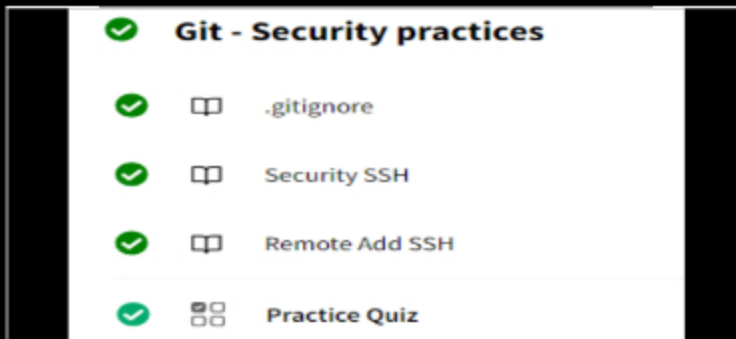 Git - Security practices
.gitignore
Security SSH
Remote Add SSH
Practice Quiz